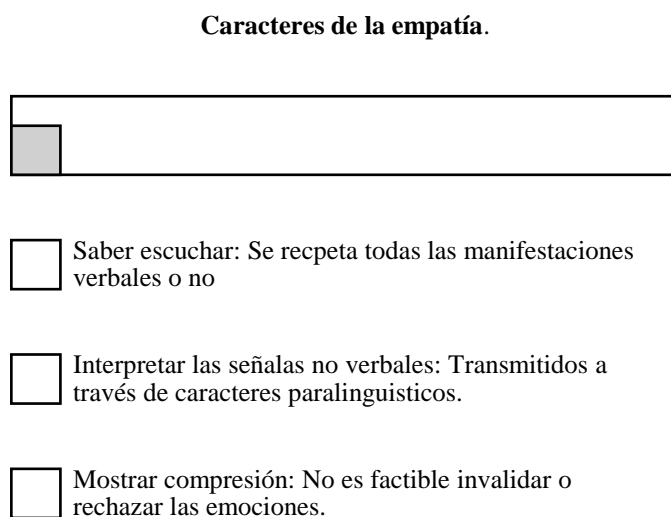 Caracteres de la empatía.
Saber escuchar: Se recpeta todas las manifestaciones
verbales o no
Interpretar las señalas no verbales: Transmitidos a
través de caracteres paralinguisticos.
Mostrar compresión: No es factible invalidar o
rechazar las emociones.